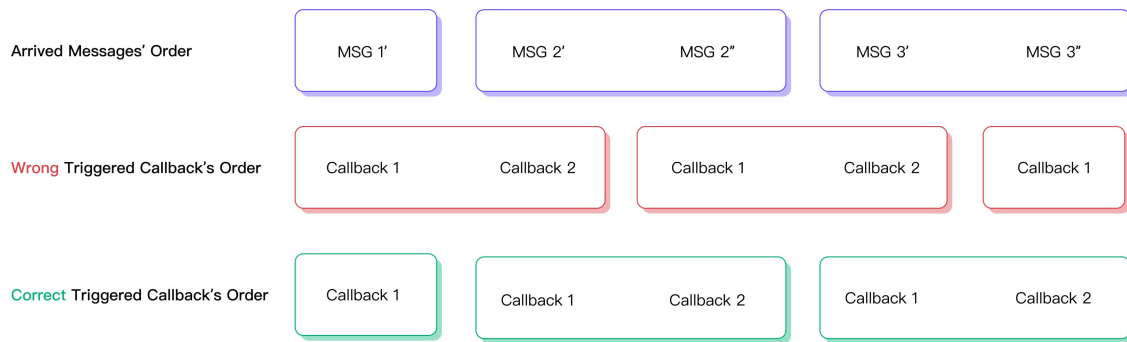 Arrived Messages’ Order MSG 1’ MSG 2’ MSG 2” MSG 3’ MSG 3”
Wrong Triggered Callback’s Order Callback 1 Callback 2 Callback 1 Callback 2 Callback 1
Correct Triggered Callback’s Order Callback 1 Callback 1 Callback 2 Callback 1 Callback 2